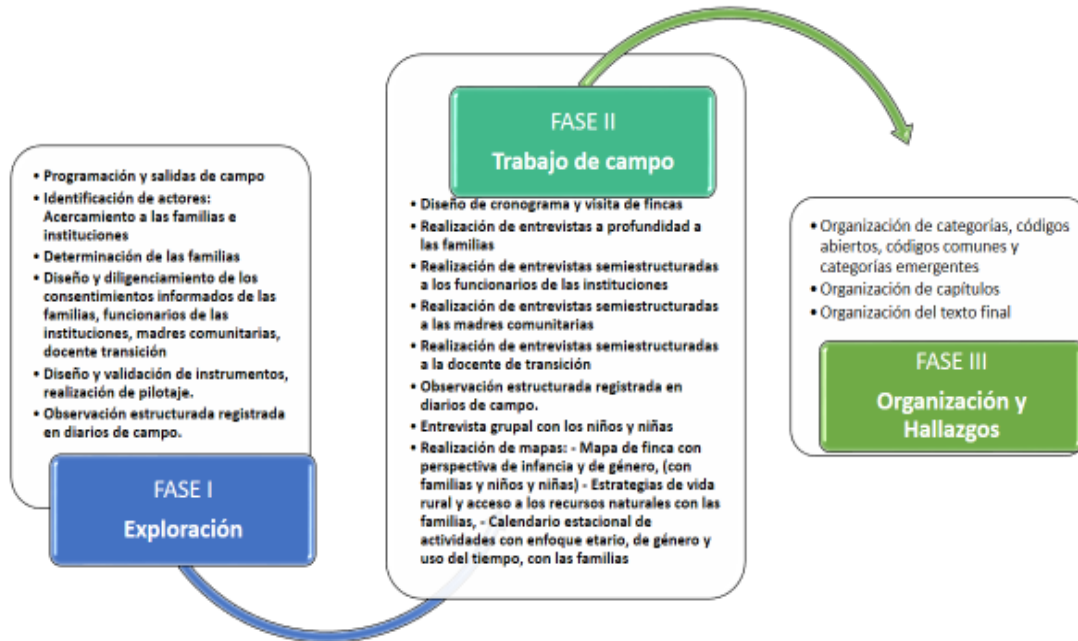 • Programación y salidas de campo
• Identificación de actores:
Acercamiento a las familias e
instituciones
• Determinación de las familias
• Diseño y diligenciamiento de los
consentimientos informados de las
familias, funcionarios de las
instituciones, madres comunitarias,
docente transición
• Diseño y validación de instrumentos,
realización de pilotaje.
• Observación estructurada registrada
en diarios de campo.
FASE I
Exploración
FASE II
Trabajo de campo
• Diseño de cronograma y visita de fincas
• Realización de entrevistas a profundidad a
las familias
• Realización de entrevistas semiestructuradas
a los funcionarios de las instituciones
• Realización de entrevistas semiestructuradas
a las madres comunitarias
• Realización de entrevistas semiestructuradas
a la docente de transición
• Observación estructurada registrada en
diarios de campo.
• Entrevista grupal con los niños y niñas
• Realización de mapas: - Mapa de finca con
perspectiva de infancia y de género, (con
familias y niños y niñas) - Estrategias de vida
rural y acceso a los recursos naturales con las
familias, - Calendario estacional de
actividades con enfoque etario, de género y
uso del tiempo, con las familias
• Organización de categorías, códigos
abiertos, códigos comunes y
categorías emergentes
• Organización de capítulos
• Organización del texto final
FASE III
Organización y
Hallazgos